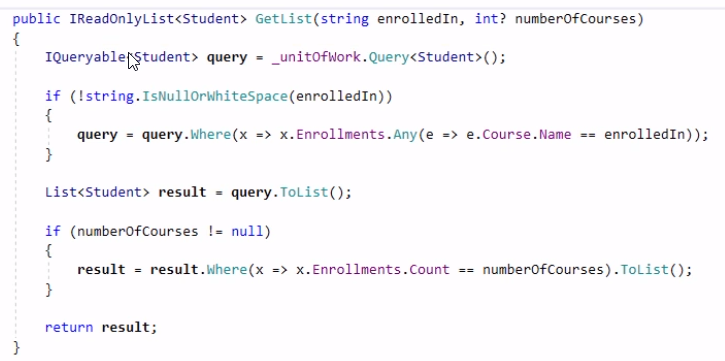 public IReadOnlyList<Student> GetList(string enrolledIn, int? numberOfCourses)
{
    IQueryable<Student> query = _unitOfWork.Query<Student>();

    if (!string.IsNullOrWhiteSpace(enrolledIn))
    {
        query = query.Where(x => x.Enrollments.Any(e => e.Course.Name == enrolledIn));
    }

    List<Student> result = query.ToList();

    if (numberOfCourses != null)
    {
        result = result.Where(x => x.Enrollments.Count == numberOfCourses).ToList();
    }

    return result;
}